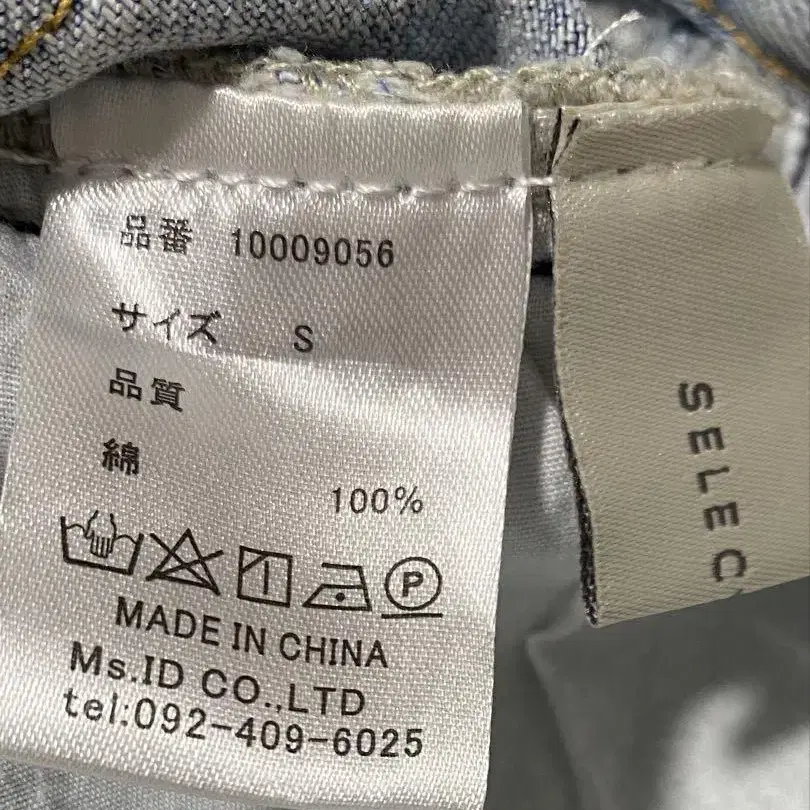 品番 10009056
サイズ S
品質
綿 100%
P
MADE IN CHINA
Ms.ID CO.,LTD
tel:092-409-6025
SELEC